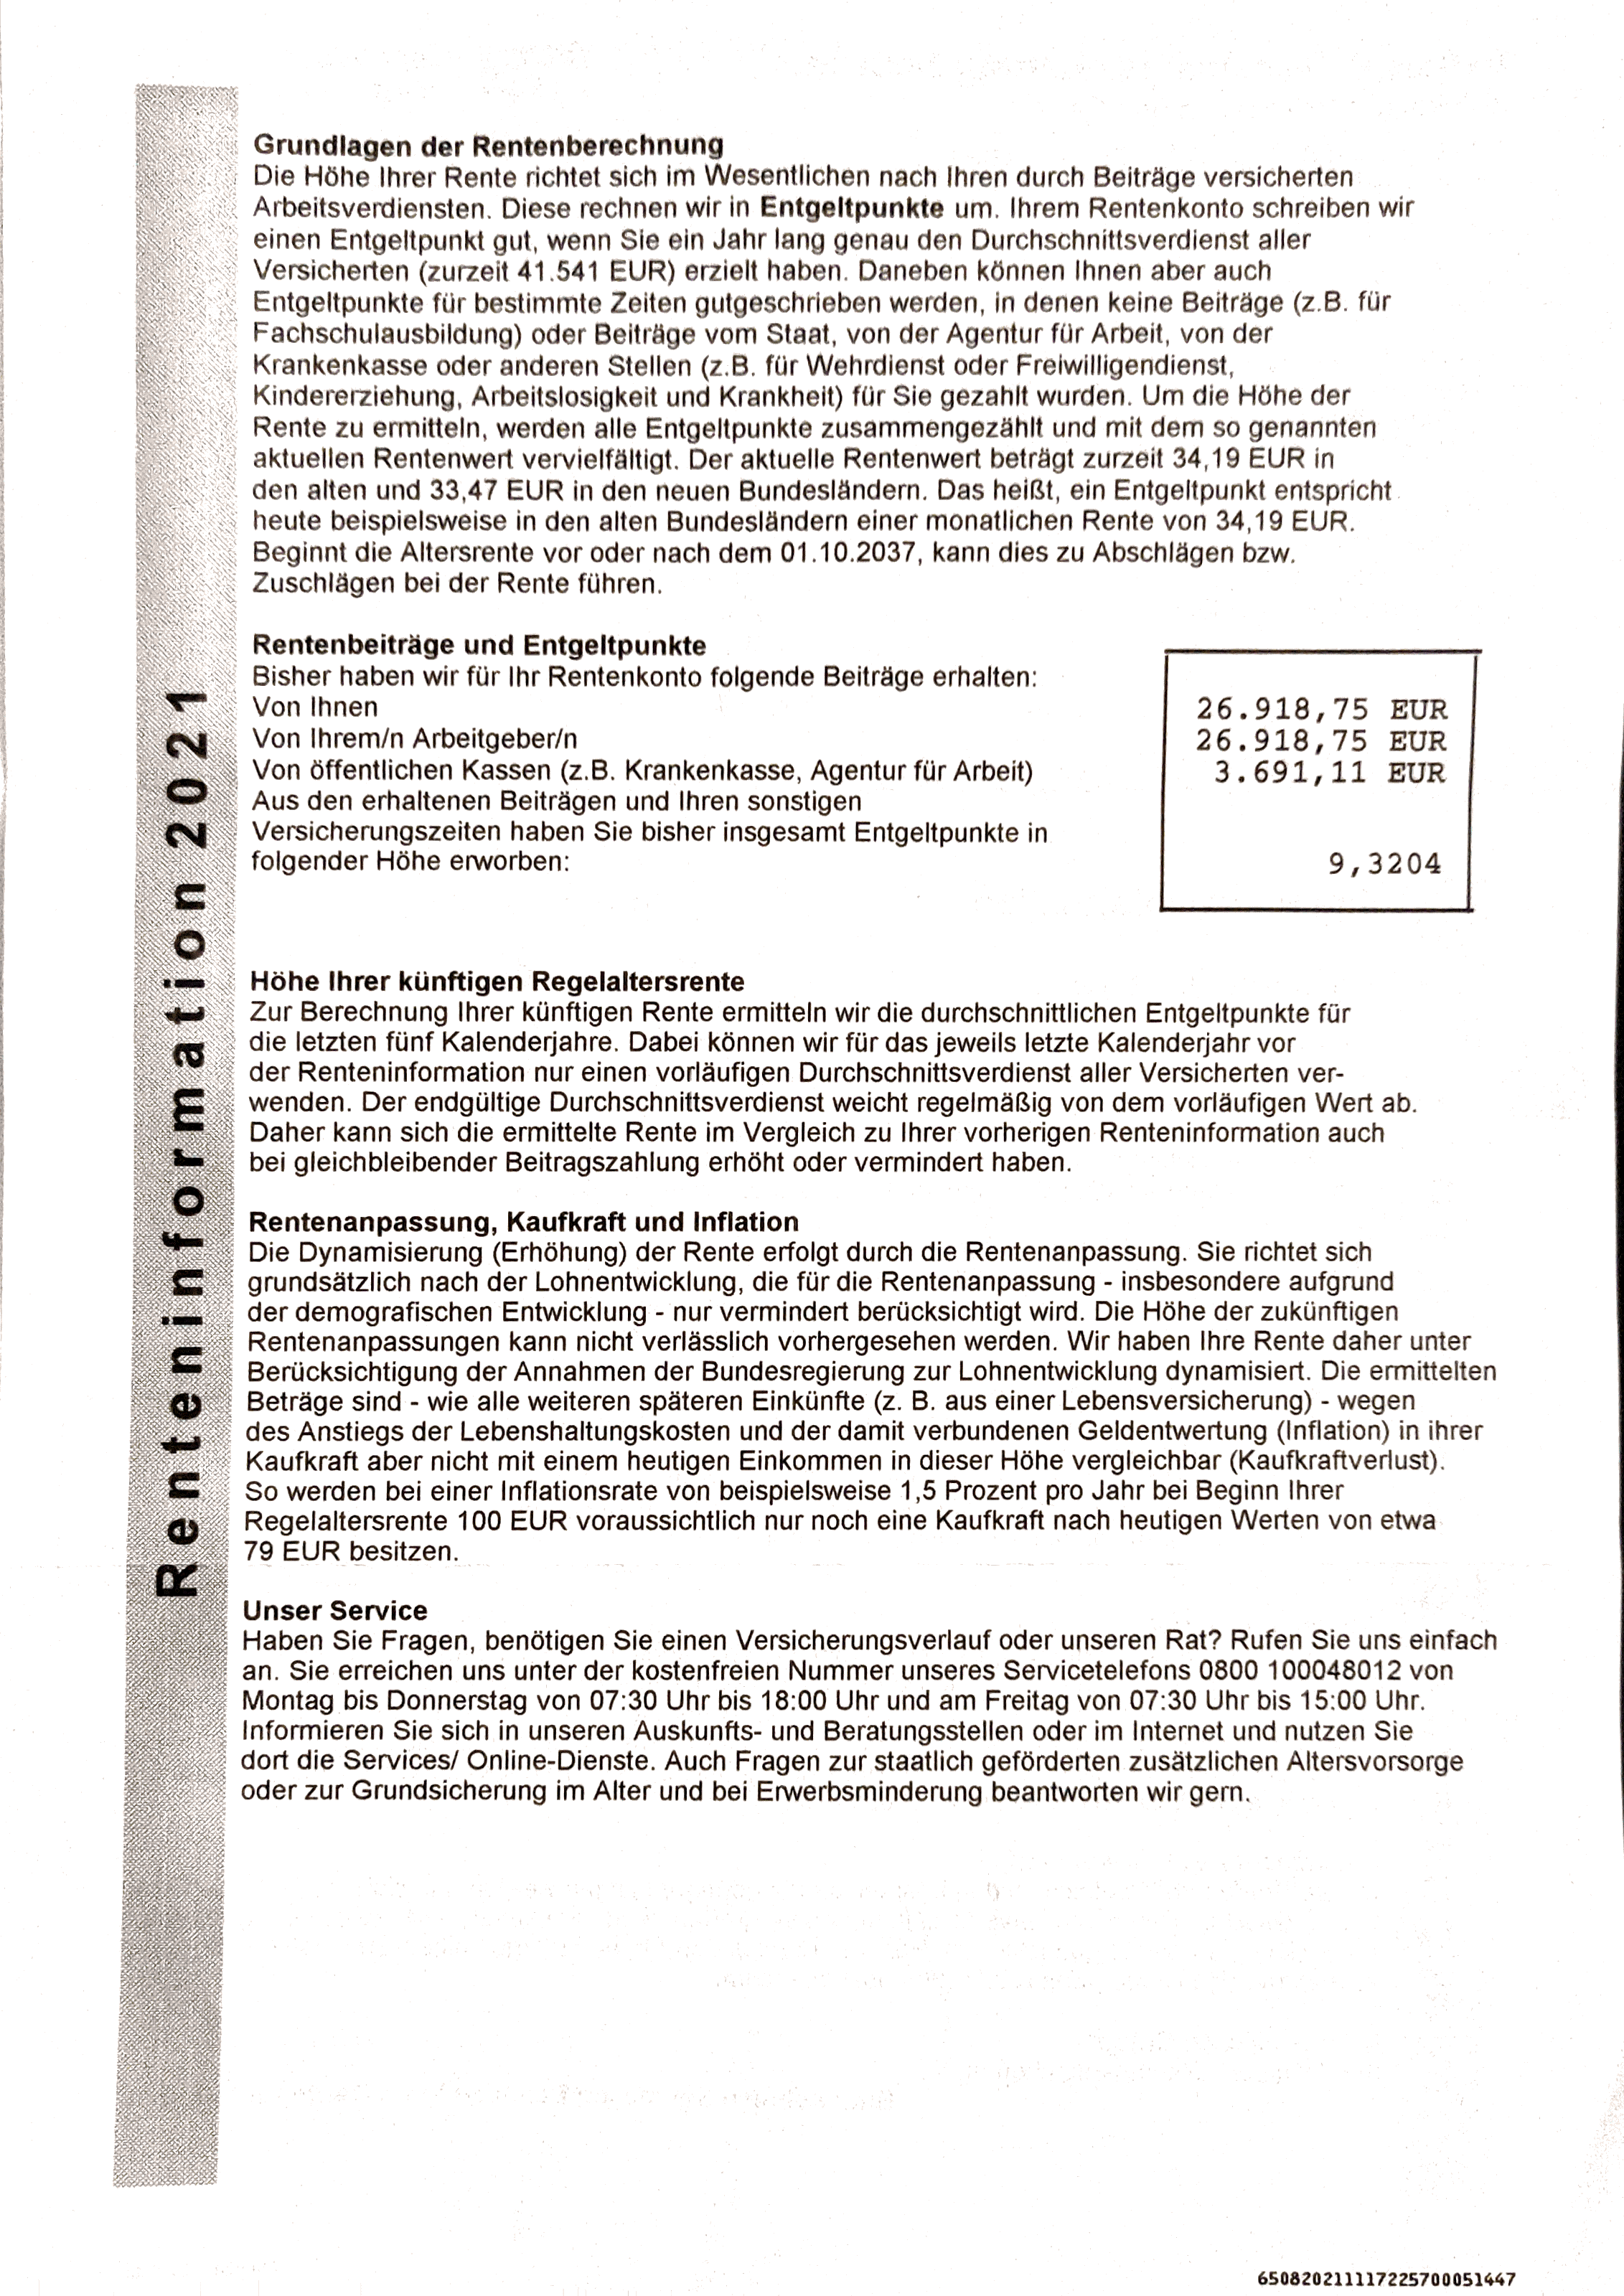 Renteninformation 2021
Grundlagen der Rentenberechnung
Die Höhe Ihrer Rente richtet sich im Wesentlichen nach Ihren durch Beiträge versicherten
Arbeitsverdiensten. Diese rechnen wir in Entgeltpunkte um. Ihrem Rentenkonto schreiben wir
einen Entgeltpunkt gut, wenn Sie ein Jahr lang genau den Durchschnittsverdienst aller
Versicherten (zurzeit 41.541 EUR) erzielt haben. Daneben können Ihnen aber auch
Entgeltpunkte für bestimmte Zeiten gutgeschrieben werden, in denen keine Beiträge (z.B. für
Fachschulausbildung) oder Beiträge vom Staat, von der Agentur für Arbeit, von der
Krankenkasse oder anderen Stellen (z.B. für Wehrdienst oder Freiwilligendienst,
Kindererziehung, Arbeitslosigkeit und Krankheit) für Sie gezahlt wurden. Um die Höhe der
Rente zu ermitteln, werden alle Entgeltpunkte zusammengezählt und mit dem so genannten
aktuellen Rentenwert vervielfältigt. Der aktuelle Rentenwert beträgt zurzeit 34,19 EUR in
den alten und 33,47 EUR in den neuen Bundesländern. Das heißt, ein Entgeltpunkt entspricht
heute beispielsweise in den alten Bundesländern einer monatlichen Rente von 34,19 EUR.
Beginnt die Altersrente vor oder nach dem 01.10.2037, kann dies zu Abschlägen bzw.
Zuschlägen bei der Rente führen.
Rentenbeiträge und Entgeltpunkte
Bisher haben wir für Ihr Rentenkonto folgende Beiträge erhalten:
Von Ihnen 26.918,75 EUR
Von Ihrem/n Arbeitgeber/n 26.918,75 EUR
Von öffentlichen Kassen (z.B. Krankenkasse, Agentur für Arbeit) 3.691,11 EUR
Aus den erhaltenen Beiträgen und Ihren sonstigen
Versicherungszeiten haben Sie bisher insgesamt Entgeltpunkte in
folgender Höhe erworben: 9,3204
Höhe Ihrer künftigen Regelaltersrente
Zur Berechnung Ihrer künftigen Rente ermitteln wir die durchschnittlichen Entgeltpunkte für
die letzten fünf Kalenderjahre. Dabei können wir für das jeweils letzte Kalenderjahr vor
der Renteninformation nur einen vorläufigen Durchschnittsverdienst aller Versicherten ver-
wenden. Der endgültige Durchschnittsverdienst weicht regelmäßig von dem vorläufigen Wert ab.
Daher kann sich die ermittelte Rente im Vergleich zu Ihrer vorherigen Renteninformation auch
bei gleichbleibender Beitragszahlung erhöht oder vermindert haben.
Rentenanpassung, Kaufkraft und Inflation
Die Dynamisierung (Erhöhung) der Rente erfolgt durch die Rentenanpassung. Sie richtet sich
grundsätzlich nach der Lohnentwicklung, die für die Rentenanpassung - insbesondere aufgrund
der demografischen Entwicklung - nur vermindert berücksichtigt wird. Die Höhe der zukünftigen
Rentenanpassungen kann nicht verlässlich vorhergesehen werden. Wir haben Ihre Rente daher unter
Berücksichtigung der Annahmen der Bundesregierung zur Lohnentwicklung dynamisiert. Die ermittelten
Beträge sind - wie alle weiteren späteren Einkünfte (z. B. aus einer Lebensversicherung) - wegen
des Anstiegs der Lebenshaltungskosten und der damit verbundenen Geldentwertung (Inflation) in ihrer
Kaufkraft aber nicht mit einem heutigen Einkommen in dieser Höhe vergleichbar (Kaufkraftverlust).
So werden bei einer Inflationsrate von beispielsweise 1,5 Prozent pro Jahr bei Beginn Ihrer
Regelaltersrente 100 EUR voraussichtlich nur noch eine Kaufkraft nach heutigen Werten von etwa
79 EUR besitzen.
Unser Service
Haben Sie Fragen, benötigen Sie einen Versicherungsverlauf oder unseren Rat? Rufen Sie uns einfach
an. Sie erreichen uns unter der kostenfreien Nummer unseres Servicetelefons 0800 100048012 von
Montag bis Donnerstag von 07:30 Uhr bis 18:00 Uhr und am Freitag von 07:30 Uhr bis 15:00 Uhr.
Informieren Sie sich in unseren Auskunfts- und Beratungsstellen oder im Internet und nutzen Sie
dort die Services/ Online-Dienste. Auch Fragen zur staatlich geförderten zusätzlichen Altersvorsorge
oder zur Grundsicherung im Alter und bei Erwerbsminderung beantworten wir gern.
650820211117225700051447